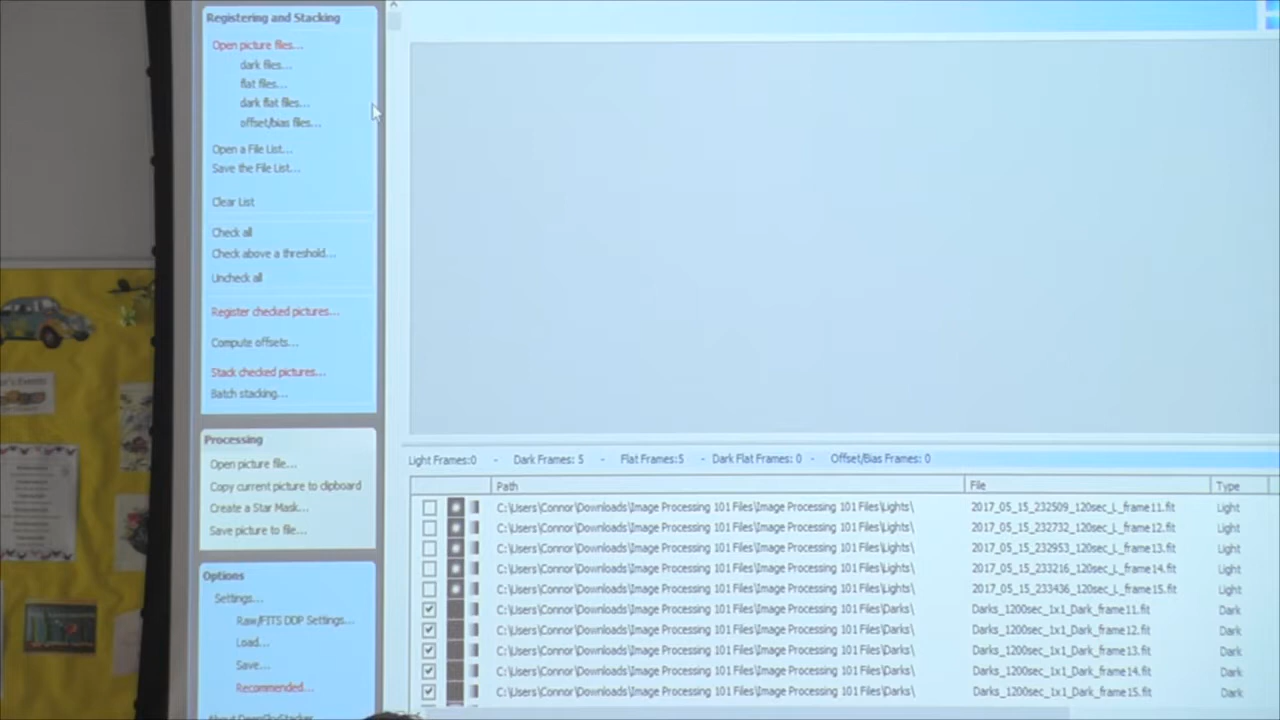 Registering and Stacking
Open picture files...
dark files...
flat files...
dark flat files...
offset/bias files...
Open a File List...
Save the File List...
Clear List
Check all
Check above a threshold...
Uncheck all
Register checked pictures...
Compute offsets...
Stack checked pictures...
Batch stacking...
Processing
Open picture file...
Copy current picture to clipboard
Create a Star Mask...
Save picture to file...
Options
Settings...
Raw/FITS DDP Settings...
Load...
Save...
Recommended...
About DeepSkyStacker
Light Frames:0 - Dark Frames: 5 - Flat Frames:5 - Dark Flat Frames: 0 - Offset/Bias Frames: 0
Path File Type
C:\Users\Connor\Downloads\Image Processing 101 Files\Image Processing 101 Files\Lights\ 2017_05_15_232509_120sec_L_frame11.fit Light
C:\Users\Connor\Downloads\Image Processing 101 Files\Image Processing 101 Files\Lights\ 2017_05_15_232732_120sec_L_frame12.fit Light
C:\Users\Connor\Downloads\Image Processing 101 Files\Image Processing 101 Files\Lights\ 2017_05_15_232953_120sec_L_frame13.fit Light
C:\Users\Connor\Downloads\Image Processing 101 Files\Image Processing 101 Files\Lights\ 2017_05_15_233216_120sec_L_frame14.fit Light
C:\Users\Connor\Downloads\Image Processing 101 Files\Image Processing 101 Files\Lights\ 2017_05_15_233436_120sec_L_frame15.fit Light
C:\Users\Connor\Downloads\Image Processing 101 Files\Image Processing 101 Files\Darks\ Darks_1200sec_1x1_Dark_frame11.fit Dark
C:\Users\Connor\Downloads\Image Processing 101 Files\Image Processing 101 Files\Darks\ Darks_1200sec_1x1_Dark_frame12.fit Dark
C:\Users\Connor\Downloads\Image Processing 101 Files\Image Processing 101 Files\Darks\ Darks_1200sec_1x1_Dark_frame13.fit Dark
C:\Users\Connor\Downloads\Image Processing 101 Files\Image Processing 101 Files\Darks\ Darks_1200sec_1x1_Dark_frame14.fit Dark
C:\Users\Connor\Downloads\Image Processing 101 Files\Image Processing 101 Files\Darks\ Darks_1200sec_1x1_Dark_frame15.fit Dark